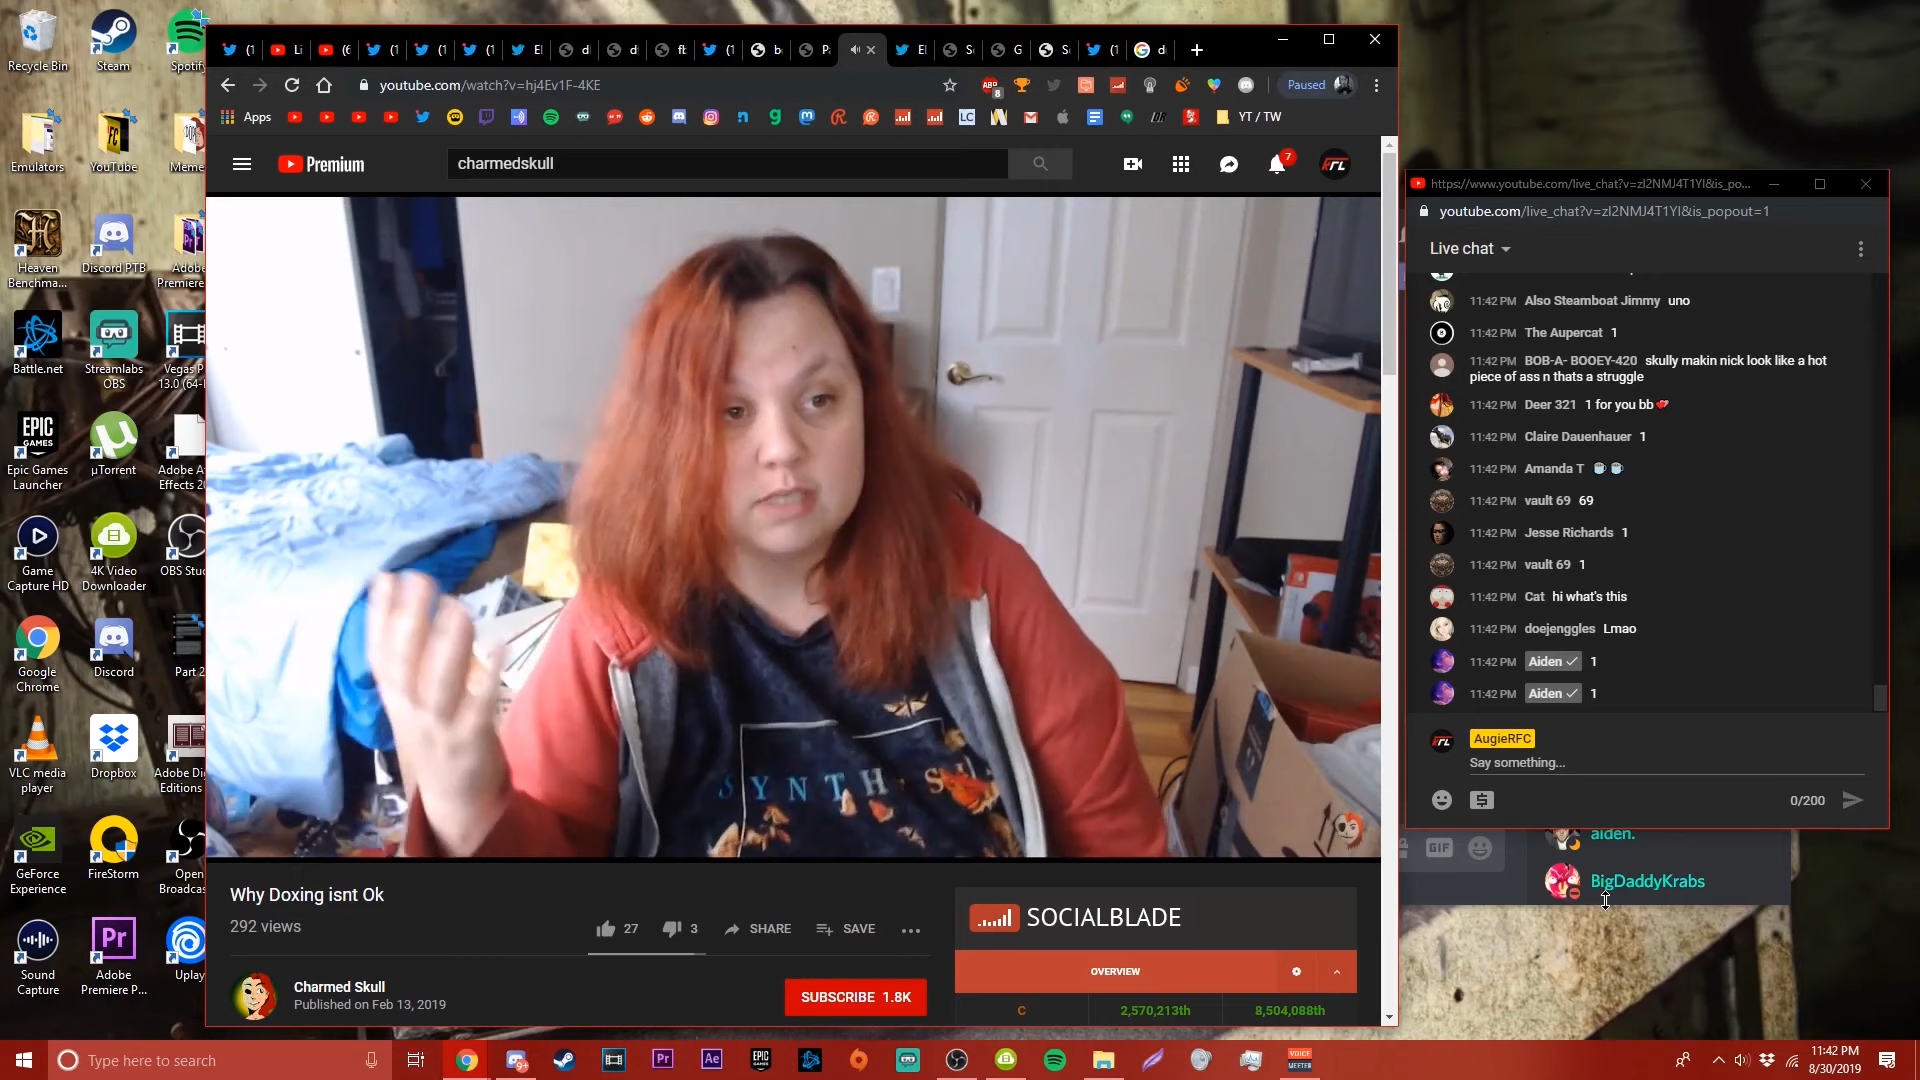 Recycle Bin
Steam
Spotify
Emulators
YouTube
Meme
Heaven
Benchma...
Discord PTB
Adobe
Premiere
Battle.net
Streamlabs
OBS
Vegas P
13.0 (64-
Epic Games
Launcher
µTorrent
Adobe A
Effects 20
Game
Capture HD
4K Video
Downloader
OBS Stu
Google
Chrome
Discord
Part 2
VLC media
player
Dropbox
Adobe Di
Editions
GeForce
Experience
FireStorm
Open
Broadcas
Sound
Capture
Adobe
Premiere P...
Uplay
youtube.com/watch?v=hj4Ev1F-4KE
Paused
Apps
YT / TW
Premium
charmedskull
7
SYNTH
Why Doxing isnt Ok
292 views
27
3
SHARE
SAVE
Charmed Skull
Published on Feb 13, 2019
SUBSCRIBE 1.8K
SOCIALBLADE
OVERVIEW
C
2,570,213th
8,504,088th
https://www.youtube.com/live_chat?v=zI2NMJ4T1YI&is_po...
youtube.com/live_chat?v=zI2NMJ4T1YI&is_popout=1
Live chat
11:42 PM Also Steamboat Jimmy uno
11:42 PM The Aupercat 1
11:42 PM BOB-A- BOOEY-420 skully makin nick look like a hot
piece of ass n thats a struggle
11:42 PM Deer 321 1 for you bb
11:42 PM Claire Dauenhauer 1
11:42 PM Amanda T
11:42 PM vault 69 69
11:42 PM Jesse Richards 1
11:42 PM vault 69 1
11:42 PM Cat hi what's this
11:42 PM doejenggles Lmao
11:42 PM Aiden 1
11:42 PM Aiden 1
AugieRFC
Say something...
0/200
GIF
aiden.
BigDaddyKrabs
Type here to search
11:42 PM
8/30/2019